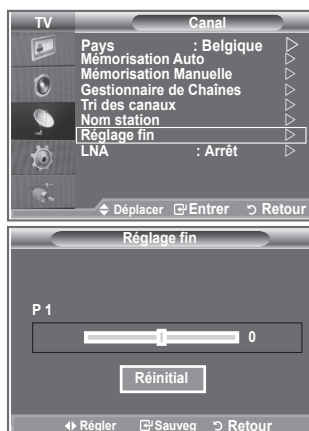 TV Canal
Pays : Belgique
Mémorisation Auto
Mémorisation Manuelle
Gestionnaire de Chaînes
Tri des canaux
Nom station
Réglage fin
LNA : Arrêt
Déplacer Entrer Retour
Réglage fin
P 1
0
Réinitial
Régler Sauveg Retour